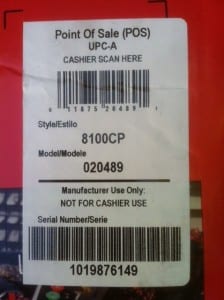 Point Of Sale (POS)
UPC-A
CASHIER SCAN HERE
0 11875 20489 1
Style/Estilo
8100CP
Model/Modele
020489
Manufacturer Use Only:
NOT FOR CASHIER USE
Serial Number/Serie
1019876149